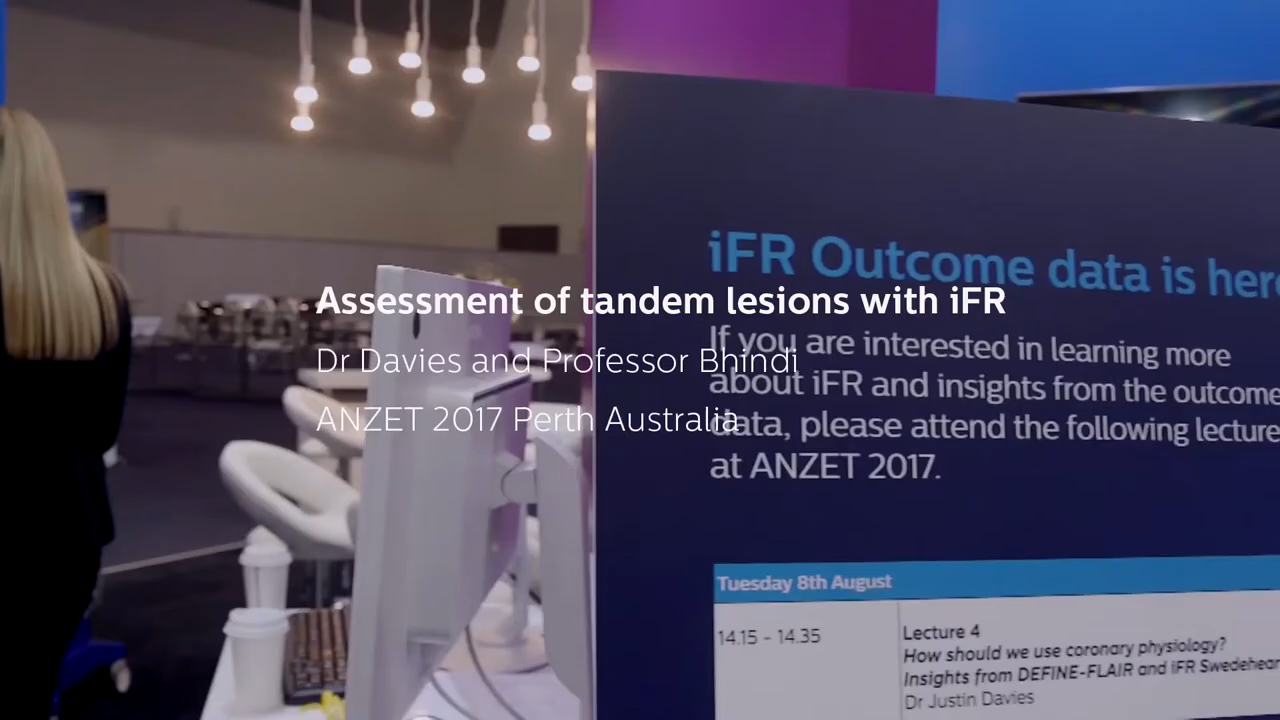 Assessment of tandem lesions with iFR
Dr Davies and Professor Bhindi
ANZET 2017 Perth Australia
iFR Outcome data is here
If you are interested in learning more
about iFR and insights from the outcome
data, please attend the following lecture
at ANZET 2017.
Tuesday 8th August
14.15 - 14.35
Lecture 4
How should we use coronary physiology?
Insights from DEFINE-FLAIR and iFR Swedehear
Dr Justin Davies